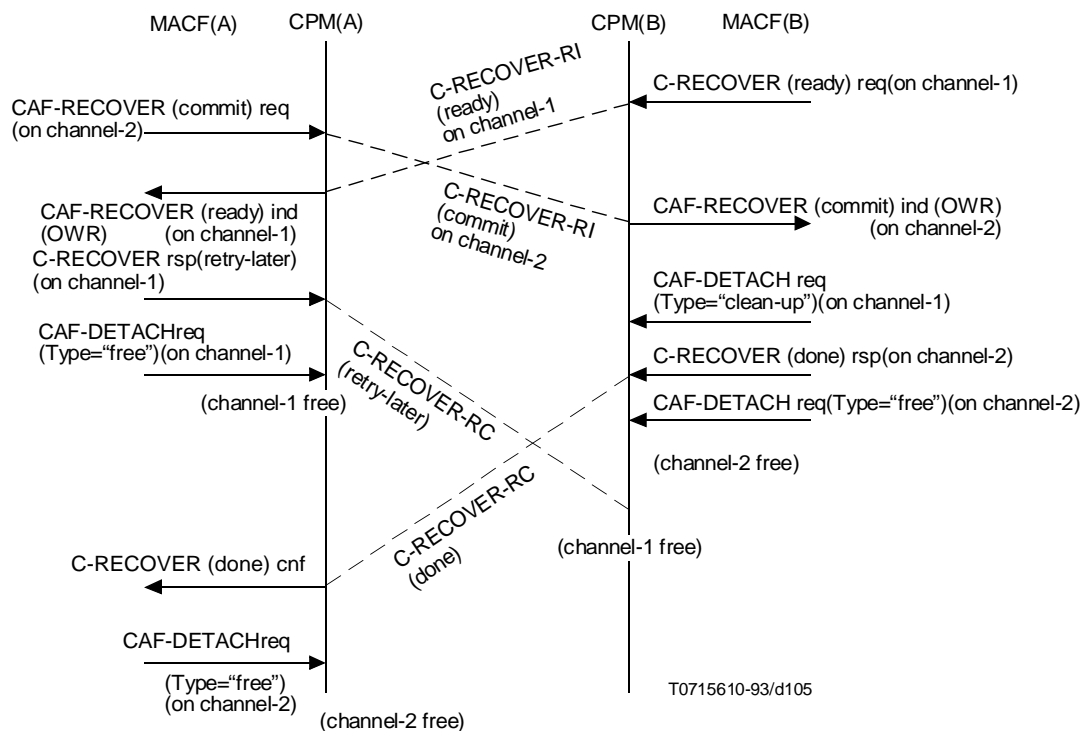 MACF(A)
CPM(A)
CPM(B)
MACF(B)
C-RECOVER-RI
(ready)
on channel-1
C-RECOVER (ready) req(on channel-1)
CAF-RECOVER (commit) req
(on channel-2)
C-RECOVER-RI
(commit)
on channel-2
CAF-RECOVER (ready) ind
(OWR) (on channel-1)
CAF-RECOVER (commit) ind (OWR)
(on channel-2)
C-RECOVER rsp(retry-later)
(on channel-1)
CAF-DETACH req
(Type=“clean-up”)(on channel-1)
CAF-DETACHreq
(Type=“free”)(on channel-1)
C-RECOVER (done) rsp(on channel-2)
(channel-1 free)
C-RECOVER-RC
(retry-later)
CAF-DETACH req(Type=“free”)(on channel-2)
(channel-2 free)
C-RECOVER-RC
(done)
(channel-1 free)
C-RECOVER (done) cnf
CAF-DETACHreq
(Type=“free”)
(on channel-2)
(channel-2 free)
T0715610-93/d105